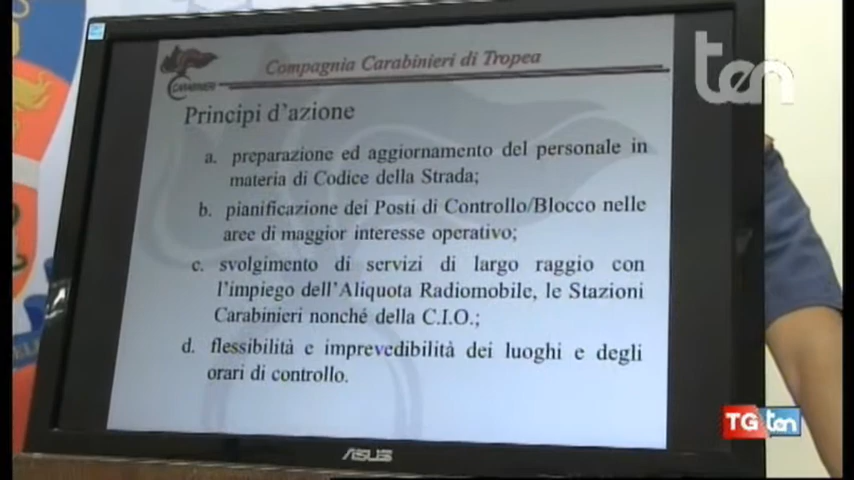 ten
Compagnia Carabinieri di Tropea
CARABINIERI
Principi d'azione
a. preparazione ed aggiornamento del personale in
materia di Codice della Strada;
b. pianificazione dei Posti di Controllo/Blocco nelle
aree di maggior interesse operativo;
c. svolgimento di servizi di largo raggio con
l'impiego dell'Aliquota Radiomobile, le Stazioni
Carabinieri nonché della C.I.O.;
d. flessibilità e imprevedibilità dei luoghi e degli
orari di controllo.
TG ten
ASUS